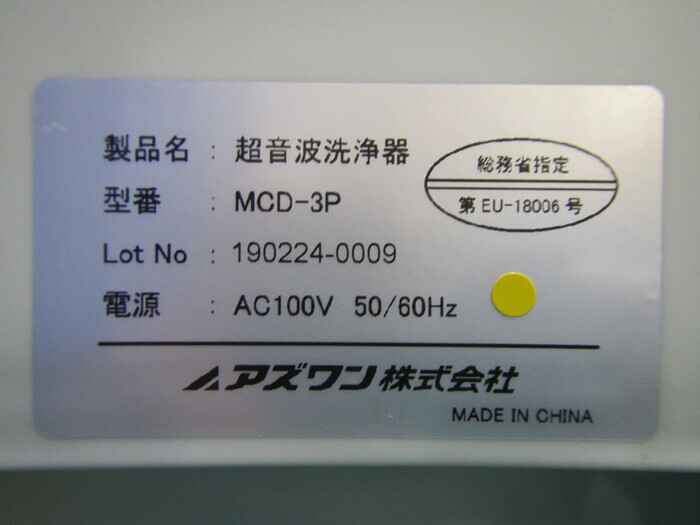 製品名 : 超音波洗浄器
型番 : MCD-3P
Lot No : 190224-0009
電源 : AC100V 50/60Hz
総務省指定
第 EU-18006 号
アズワン株式会社
MADE IN CHINA